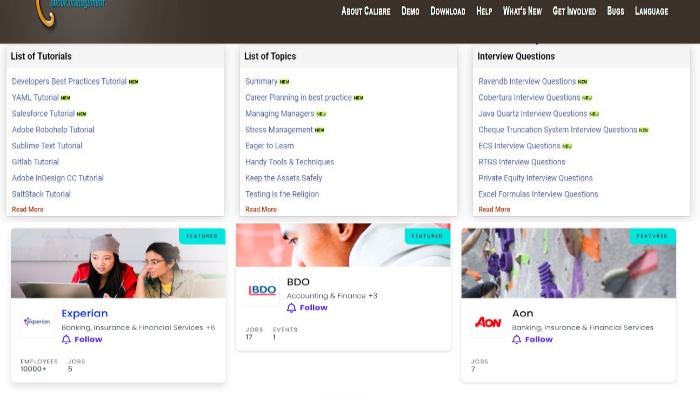 ebook management
About Calibre Demo Download Help What's New Get Involved Bugs Language
List of Tutorials
Developers Best Practices Tutorial NEW
YAML Tutorial NEW
Salesforce Tutorial NEW
Adobe Robohelp Tutorial
Sublime Text Tutorial
GItlab Tutorial
Adobe InDesign CC Tutorial
SaltStack Tutorial
Read More
List of Topics
Summary NEW
Career Planning in best practice NEW
Managing Managers NEW
Stress Management NEW
Eager to Learn
Handy Tools & Techniques
Keep the Assets Safely
Testing is the Religion
Read More
Interview Questions
Ravendb Interview Questions NEW
Cobertura Interview Questions NEW
Java Quartz Interview Questions NEW
Cheque Truncation System Interview Questions NEW
ECS Interview Questions NEW
RTGS Interview Questions
Private Equity Interview Questions
Excel Formulas Interview Questions
Read More
FEATURED
experian
Experian
Banking, Insurance & Financial Services +6
Follow
EMPLOYEES JOBS
10000+ 5
FEATURED
BDO
BDO
Accounting & Finance +3
Follow
JOBS EVENTS
17 1
FEATURED
AON
Aon
Banking, Insurance & Financial Services
Follow
JOBS
7